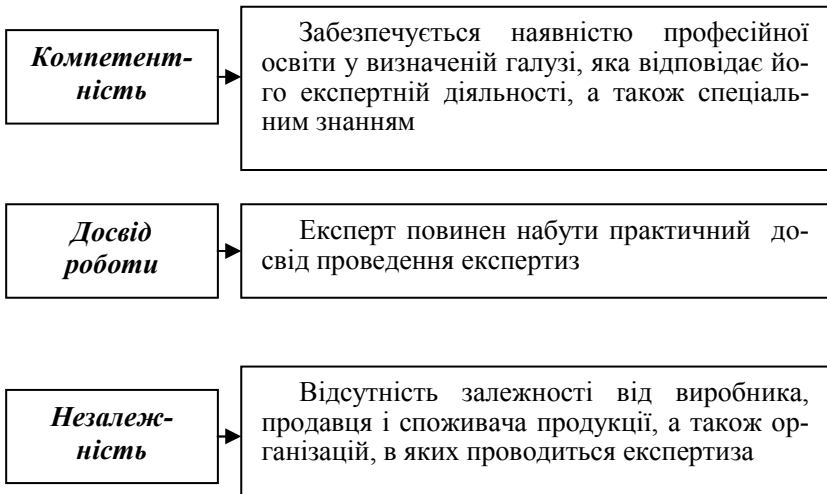 Компетент-
ність
Забезпечується наявністю професійної
освіти у визначеній галузі, яка відповідає йо-
го експертній діяльності, а також спеціаль-
ним знанням
Досвід
роботи
Експерт повинен набути практичний до-
свід проведення експертиз
Незалеж-
ність
Відсутність залежності від виробника,
продавця і споживача продукції, а також ор-
ганізацій, в яких проводиться експертиза